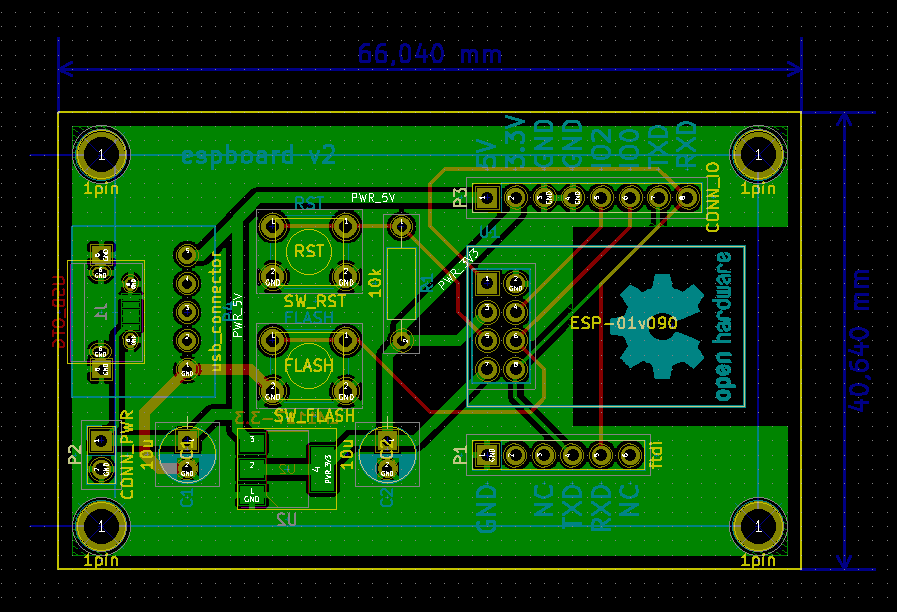 66,040 mm
40,640 mm
espboard v2
5V
3.3V
GND
GND
IO2
IO0
TXD
RXD
1
1pin
1
1pin
RST
PWR_5V
P3
CONN_IO
RST
SW_RST
10k
R1
U1
PWR_3V3
USB_OTG
J1
usb_connector
PWR_5V
FLASH
FLASH
SW_FLASH
ESP-01v090
open hardware
P2
CONN_PWR
10u
C1
C1
10u
C2
C2
PWR_3V3
U2
P1
ftdi
GND
NC
TXD
RXD
NC
1
1pin
1
1pin